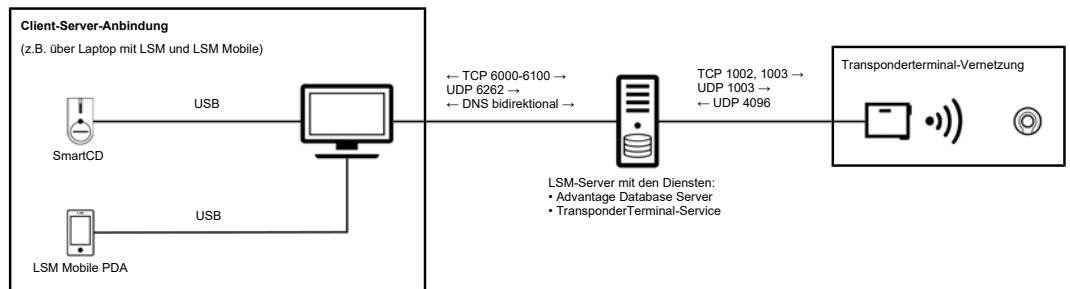 Client-Server-Anbindung
(z.B. über Laptop mit LSM und LSM Mobile)
USB
SmartCD
USB
LSM Mobile PDA
← TCP 6000-6100 →
UDP 6262 →
← DNS bidirektional →
LSM-Server mit den Diensten:
• Advantage Database Server
• TransponderTerminal-Service
TCP 1002, 1003 →
UDP 1003 →
← UDP 4096
Transponderterminal-Vernetzung